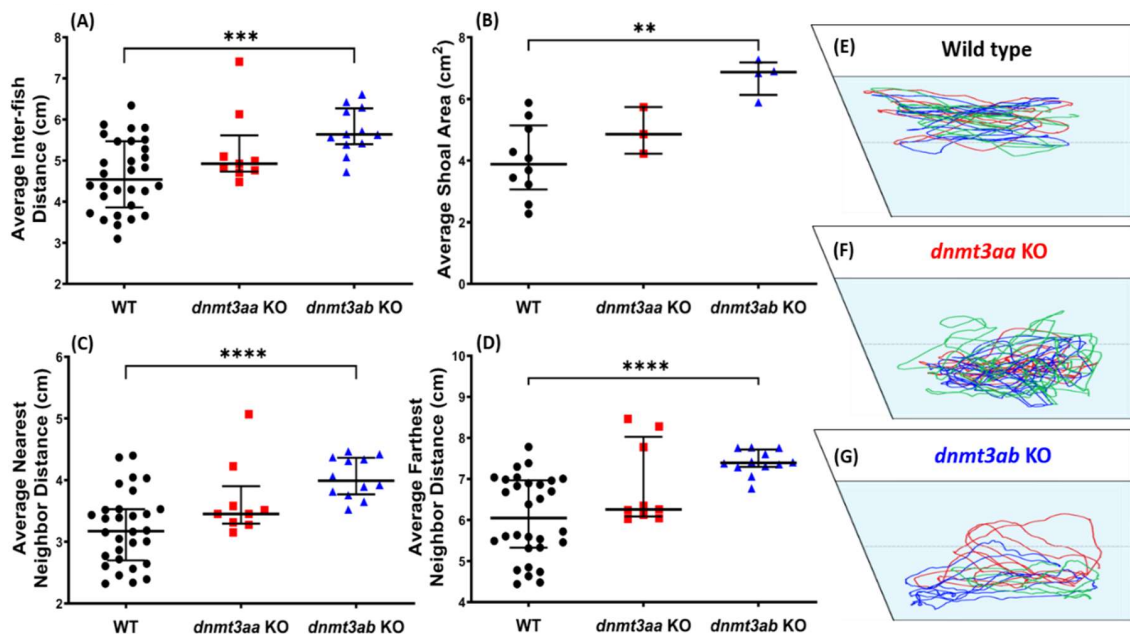 (A)
Average Inter-fish
Distance (cm)
8
7
6
5
4
3
2
***
WT
dnmt3aa KO
dnmt3ab KO
(B)
Average Shoal Area (cm²)
8
6
4
2
0
**
WT
dnmt3aa KO
dnmt3ab KO
(C)
Average Nearest
Neighbor Distance (cm)
6
5
4
3
2
****
WT
dnmt3aa KO
dnmt3ab KO
(D)
Average Farthest
Neighbor Distance (cm)
10
9
8
7
6
5
4
****
WT
dnmt3aa KO
dnmt3ab KO
(E)
Wild type
(F)
dnmt3aa KO
(G)
dnmt3ab KO